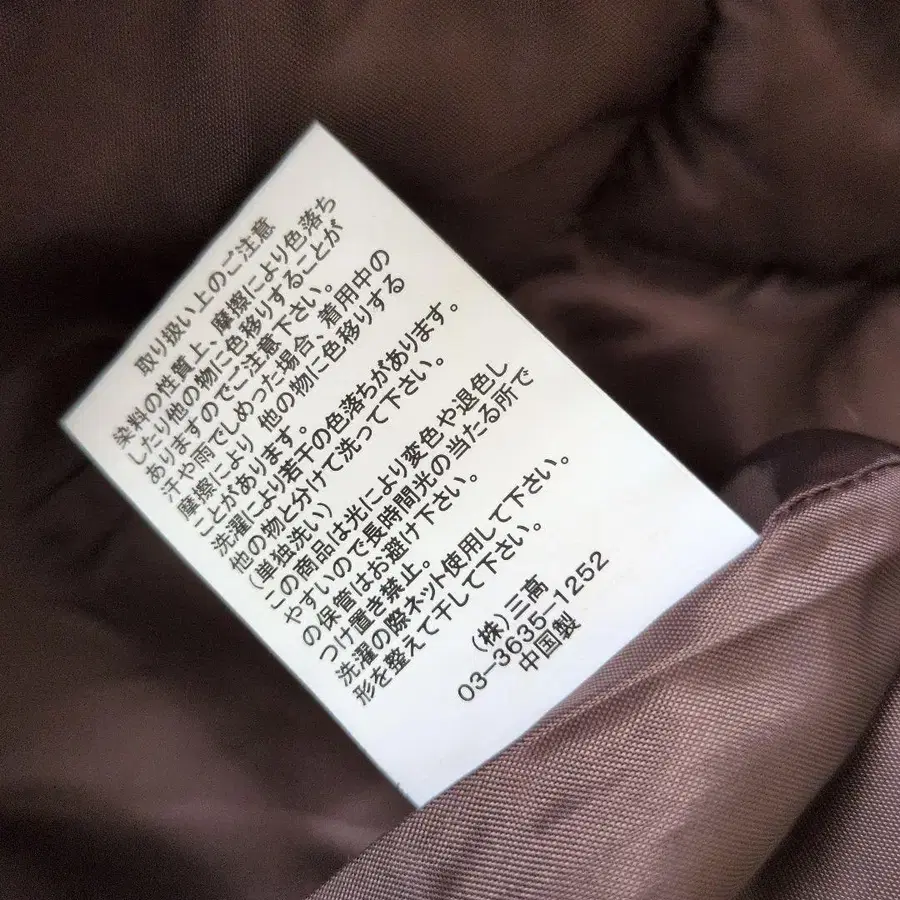 取り扱い上のご注意
染料の性質上、摩擦により色落ち
したり他の物に色移りすることが
ありますのでご注意下さい。
汗や雨でしめった場合、着用中の
摩擦により、他の物に色移りする
ことがあります。
洗濯により若干の色落ちがあります。
他の物と分けて洗って下さい。
(単独洗い)
この商品は光により変色や退色し
やすいので長時間光の当たる所で
の保管はお避け下さい。
つけ置き禁止。
洗濯の際ネット使用して下さい。
形を整えて干して下さい。
(株)三高
03-3635-1252
中国製